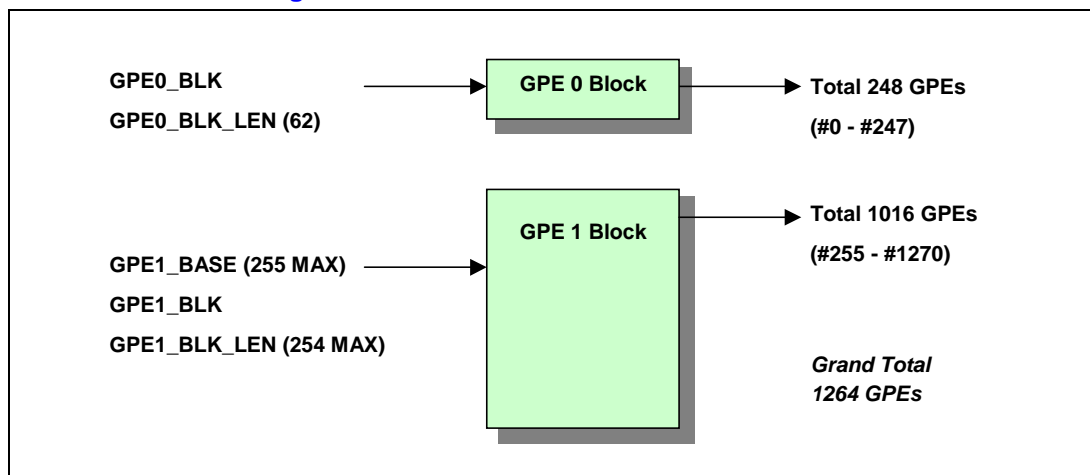 GPE0_BLK
GPE0_BLK_LEN (62)
GPE 0 Block
Total 248 GPEs
(#0 - #247)
GPE1_BASE (255 MAX)
GPE1_BLK
GPE1_BLK_LEN (254 MAX)
GPE 1 Block
Total 1016 GPEs
(#255 - #1270)
Grand Total
1264 GPEs